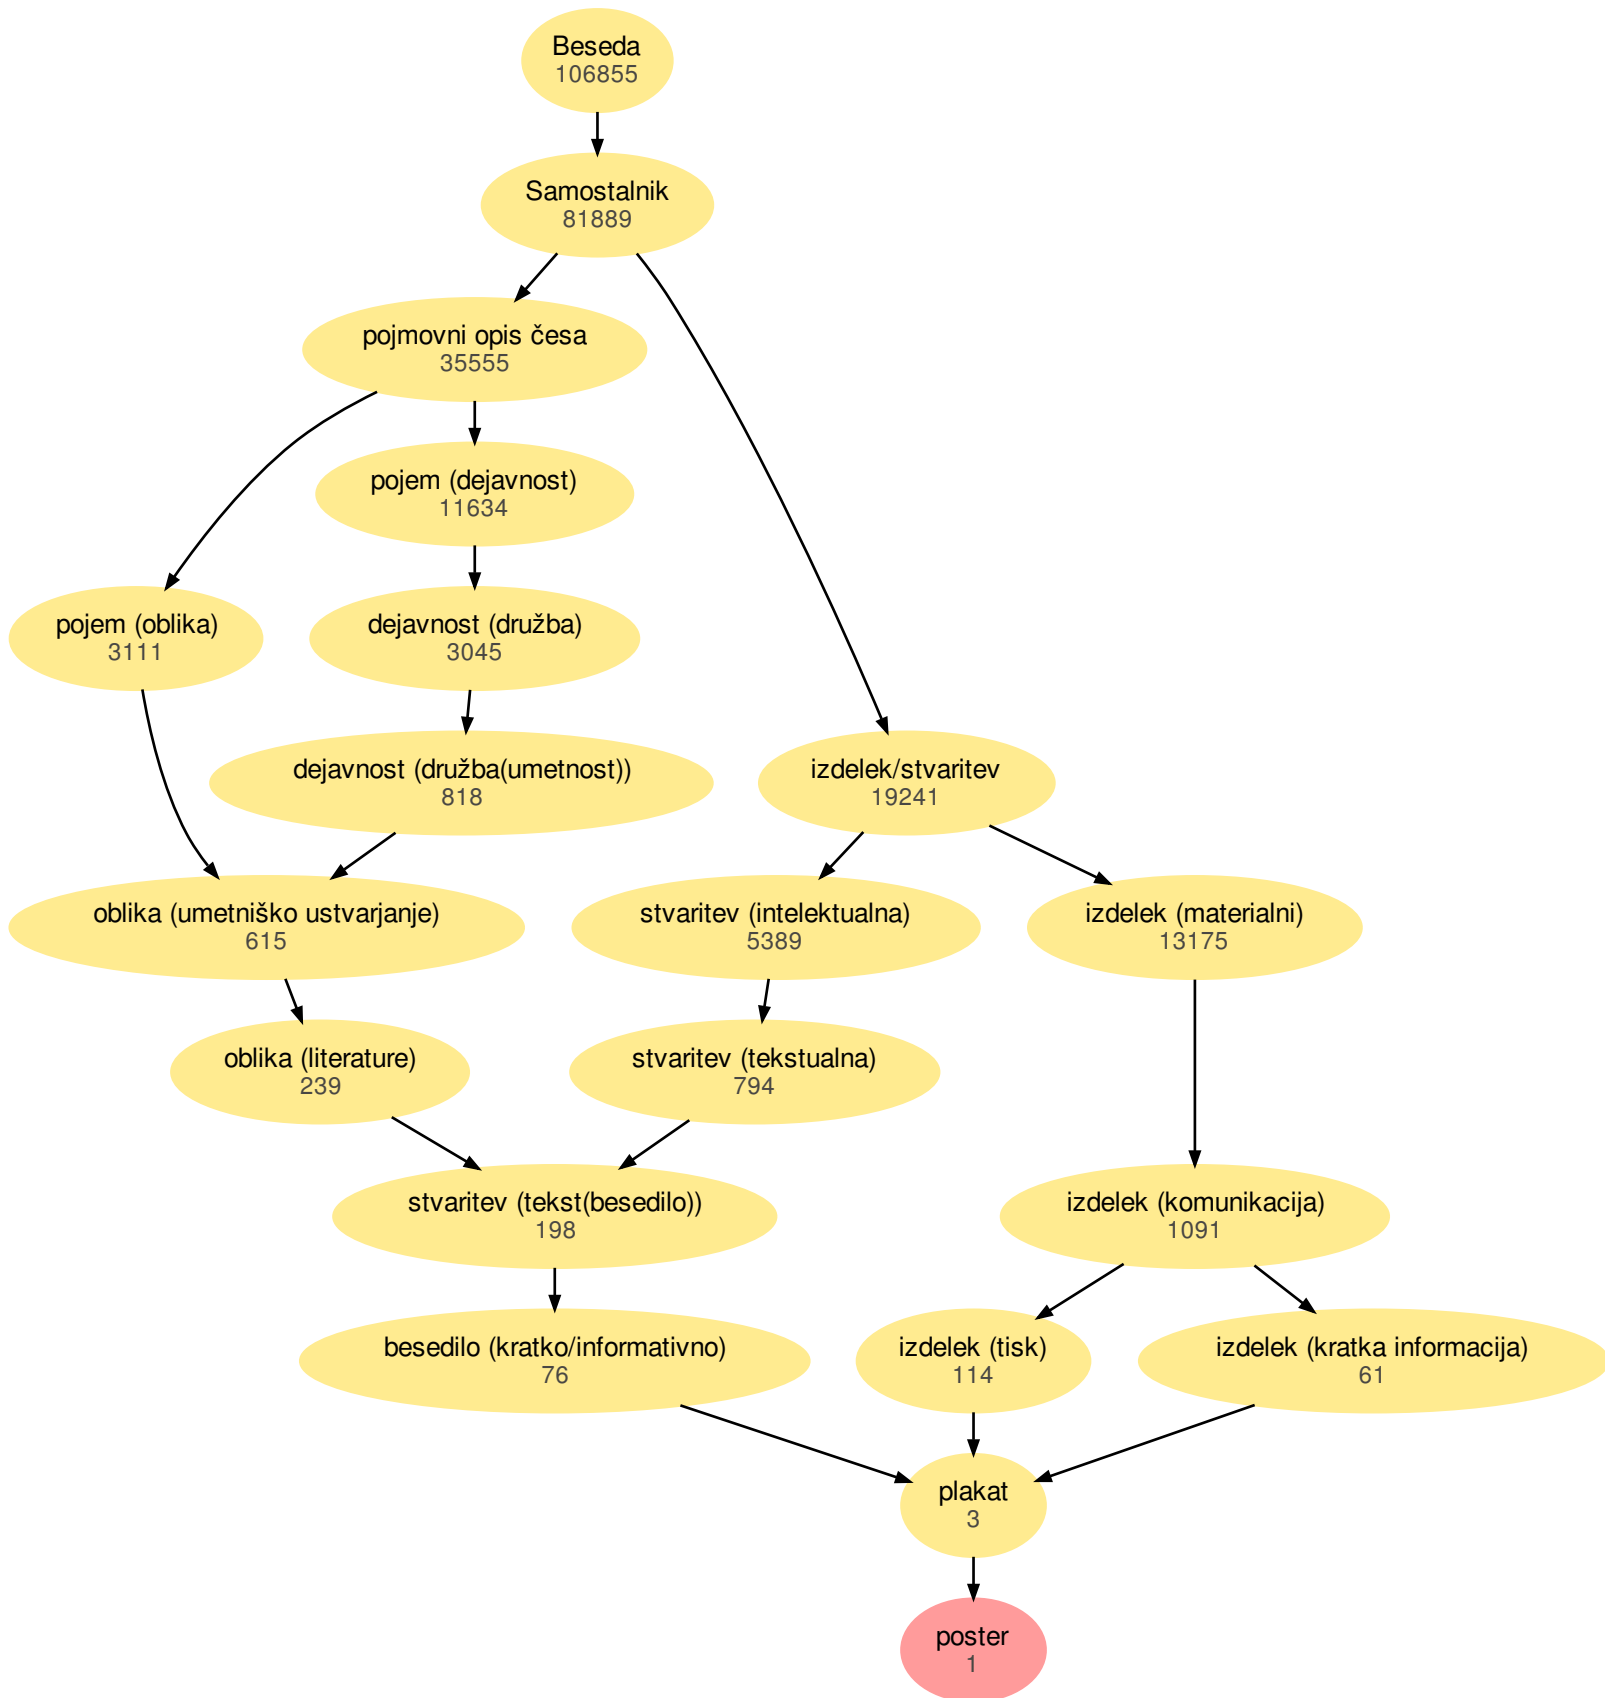 Beseda
106855
Samostalnik
81889
pojmovni opis česa
35555
pojem (dejavnost)
11634
pojem (oblika)
3111
dejavnost (družba)
3045
dejavnost (družba(umetnost))
818
izdelek/stvaritev
19241
oblika (umetniško ustvarjanje)
615
stvaritev (intelektualna)
5389
izdelek (materialni)
13175
oblika (literature)
239
stvaritev (tekstualna)
794
stvaritev (tekst(besedilo))
198
izdelek (komunikacija)
1091
besedilo (kratko/informativno)
76
izdelek (tisk)
114
izdelek (kratka informacija)
61
plakat
3
poster
1